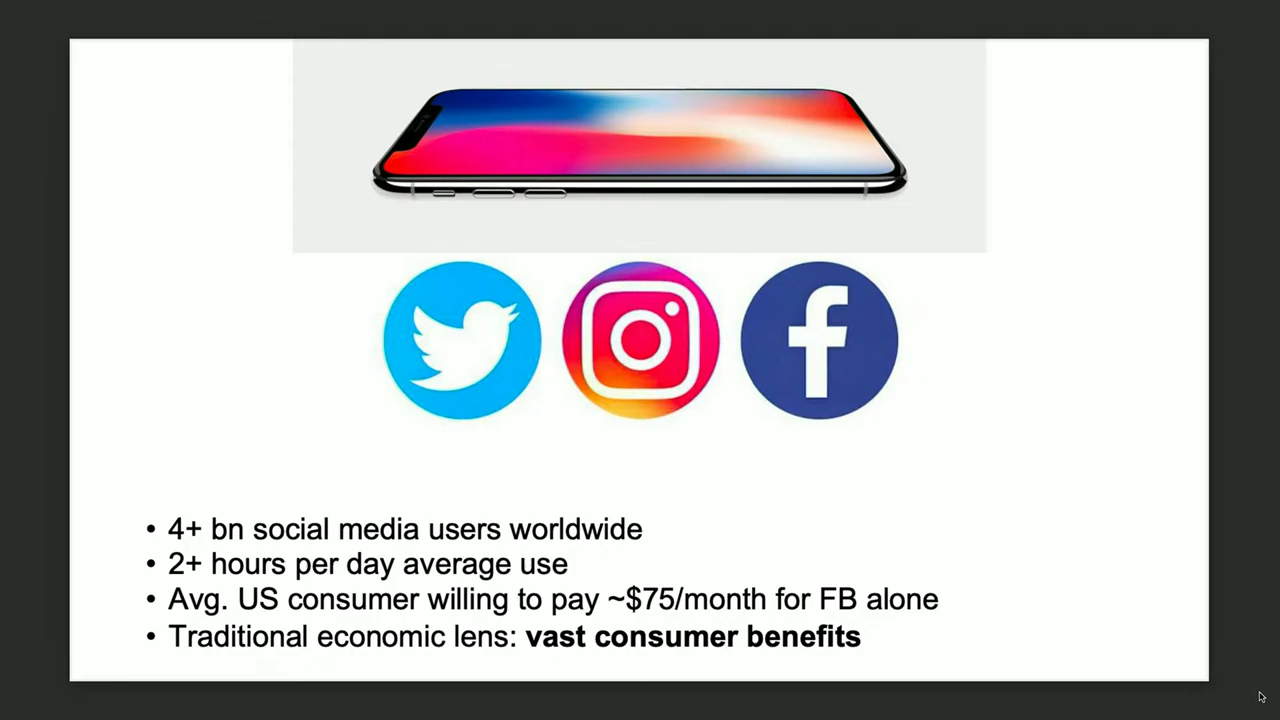 • 4+ bn social media users worldwide
• 2+ hours per day average use
• Avg. US consumer willing to pay ~$75/month for FB alone
• Traditional economic lens: vast consumer benefits